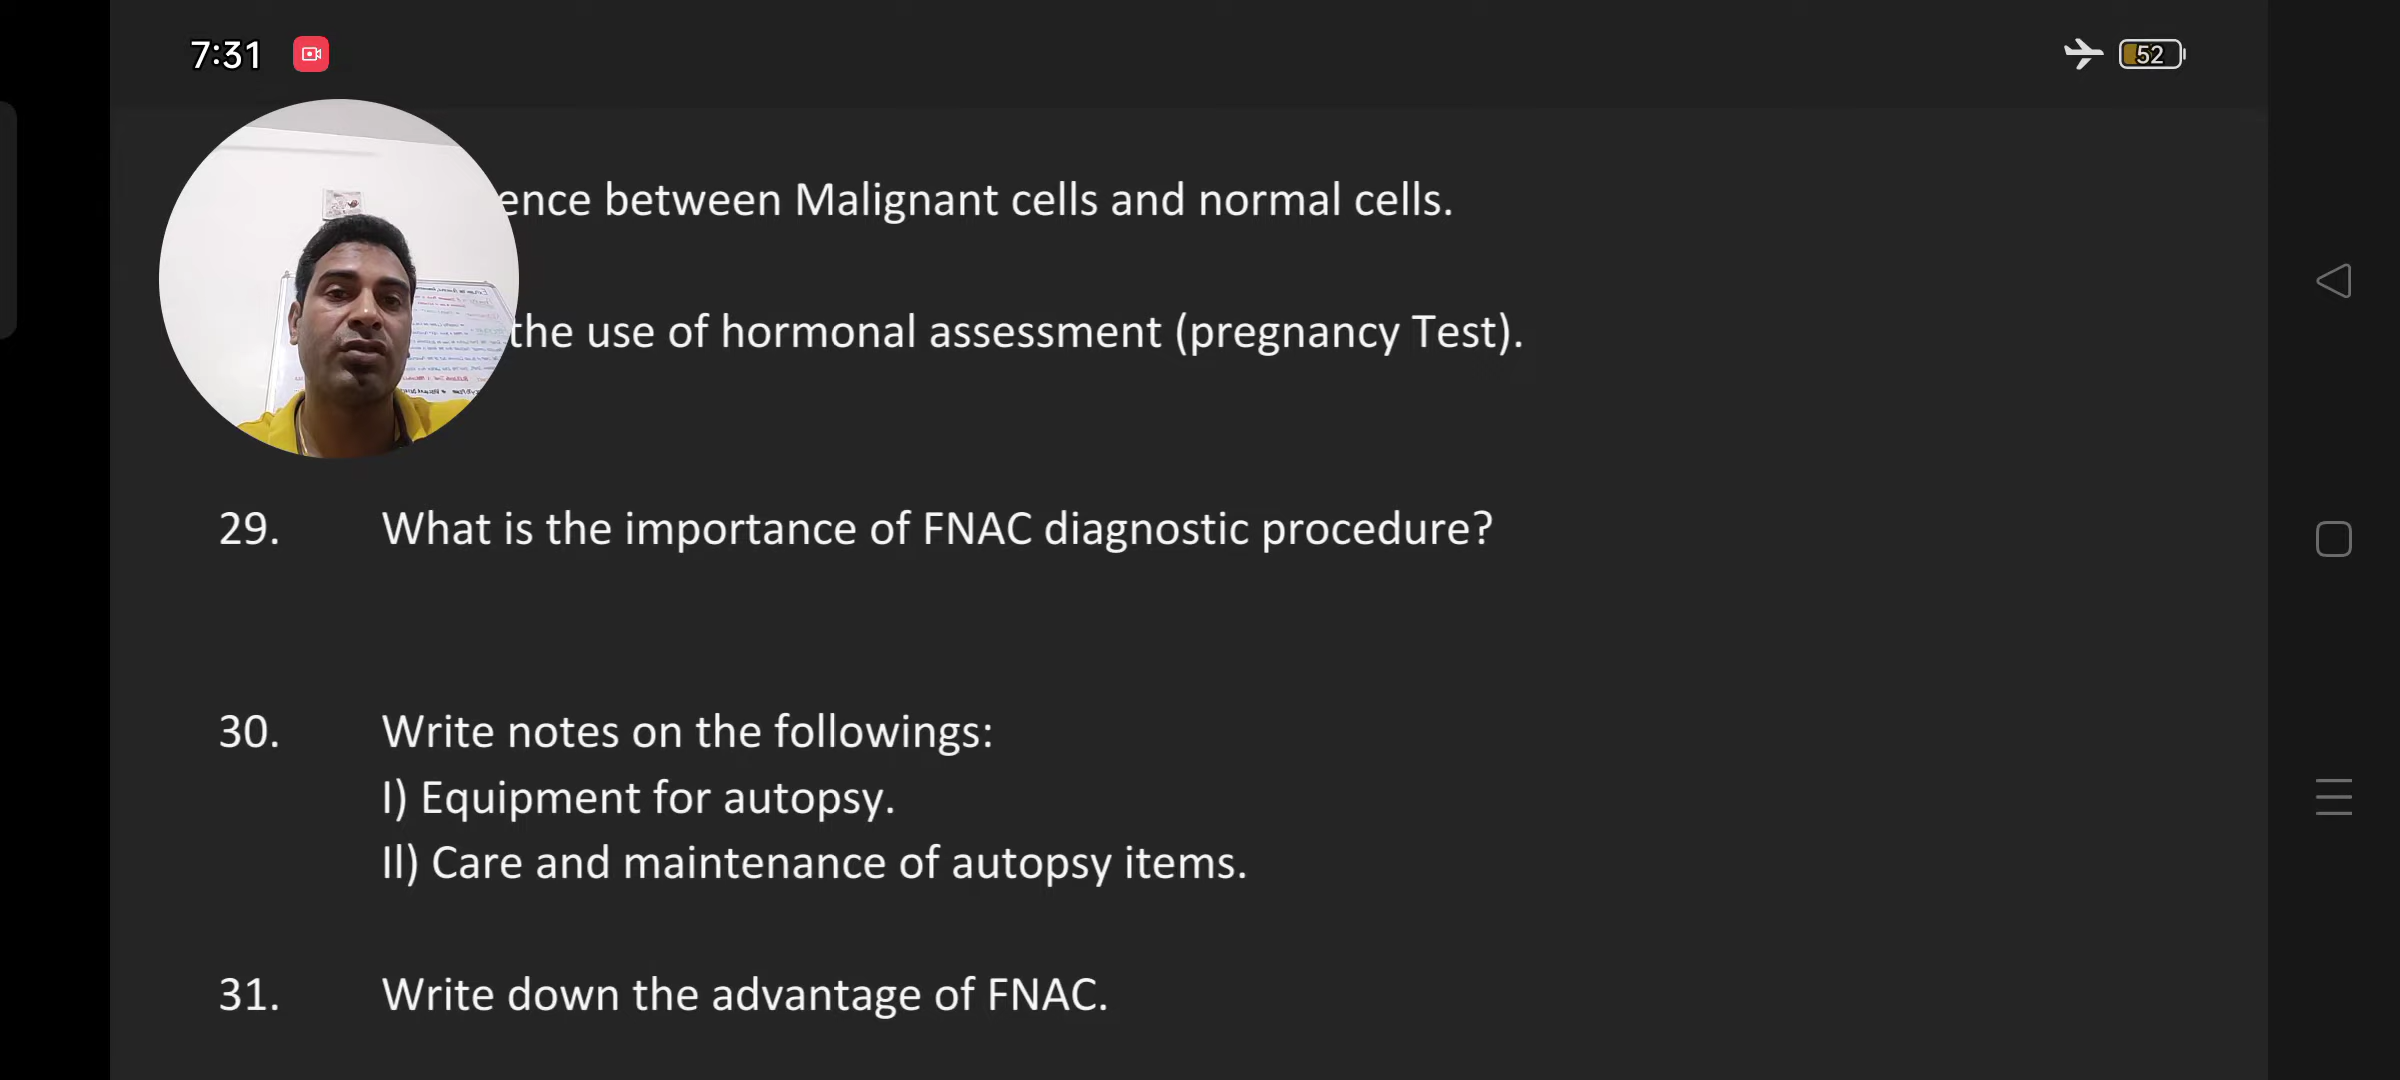 7:31
52
ence between Malignant cells and normal cells.
the use of hormonal assessment (pregnancy Test).
29. What is the importance of FNAC diagnostic procedure?
30. Write notes on the followings:
I) Equipment for autopsy.
II) Care and maintenance of autopsy items.
31. Write down the advantage of FNAC.